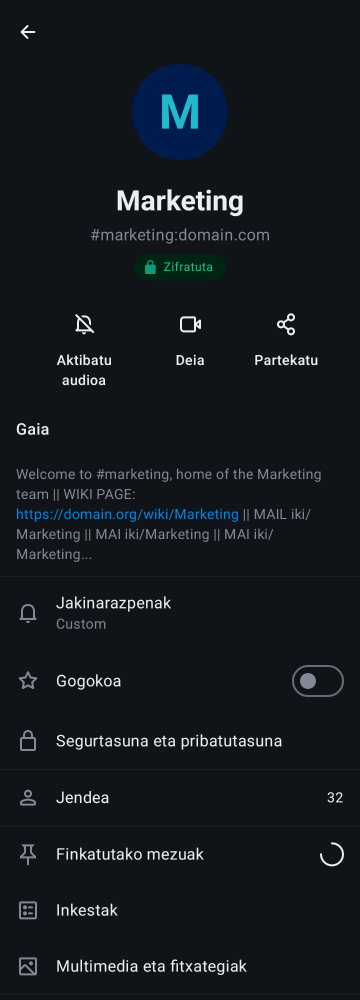 M
Marketing
#marketing:domain.com
Zifratuta
Aktibatu
audioa
Deia
Partekatu
Gaia
Welcome to #marketing, home of the Marketing
team || WIKI PAGE:
https://domain.org/wiki/Marketing || MAIL iki/
Marketing || MAI iki/Marketing || MAI iki/
Marketing...
Jakinarazpenak
Custom
Gogokoa
Segurtasuna eta pribatutasuna
Jendea 32
Finkatutako mezuak
Inkestak
Multimedia eta fitxategiak